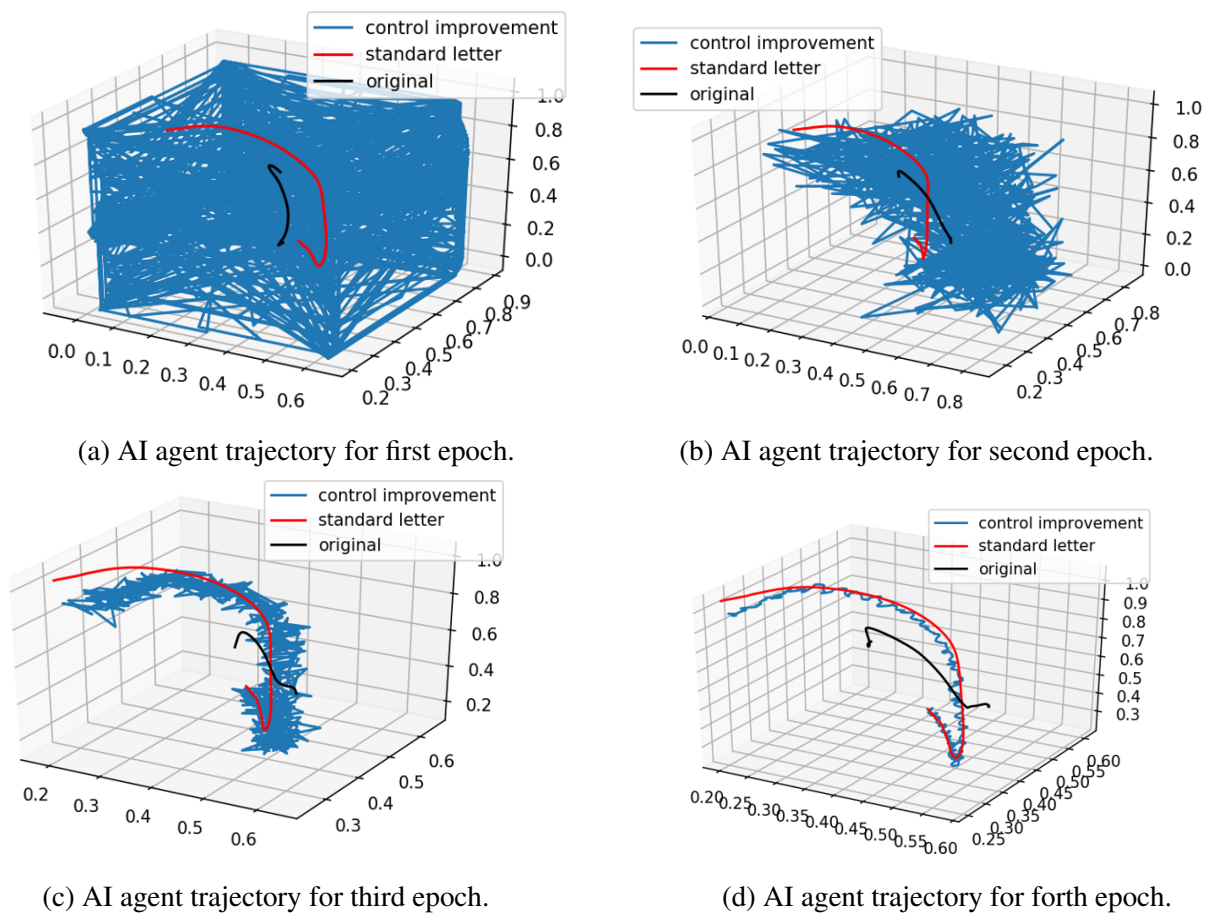 control improvement
standard letter
original
1.0
0.8
0.6
0.4
0.2
0.0
0.0 0.1 0.2 0.3 0.4 0.5 0.6
0.2 0.3 0.4 0.5 0.6 0.7 0.8 0.9
(a) AI agent trajectory for first epoch.
control improvement
standard letter
original
1.0
0.8
0.6
0.4
0.2
0.0
0.0 0.1 0.2 0.3 0.4 0.5 0.6 0.7 0.8
0.2 0.3 0.4 0.5 0.6 0.7 0.8
(b) AI agent trajectory for second epoch.
control improvement
standard letter
original
1.0
0.8
0.6
0.4
0.2
0.2 0.3 0.4 0.5 0.6
0.3 0.4 0.5 0.6
(c) AI agent trajectory for third epoch.
control improvement
standard letter
original
1.0
0.9
0.8
0.7
0.6
0.5
0.4
0.3
0.20 0.25 0.30 0.35 0.40 0.45 0.50 0.55 0.60
0.25 0.30 0.35 0.40 0.45 0.50 0.55 0.60
(d) AI agent trajectory for forth epoch.